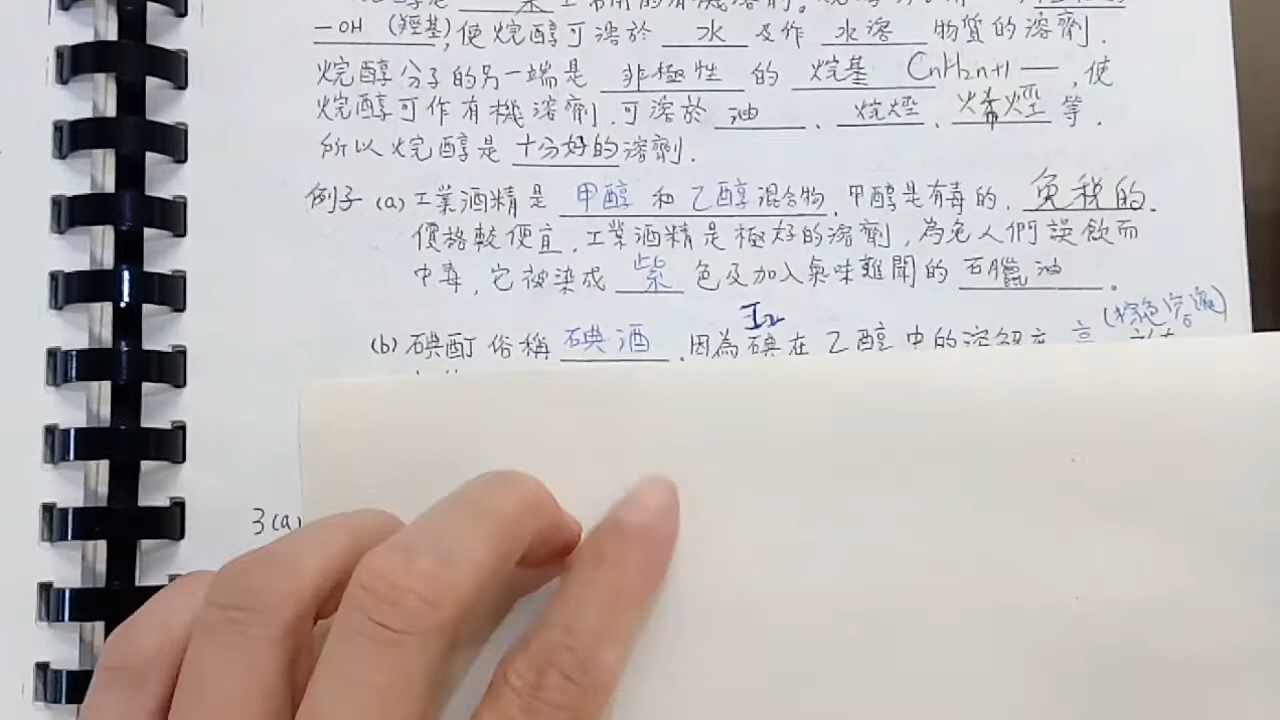 —OH (羥基),使烷醇可溶於 水 及作 水溶 物質的溶劑.
烷醇分子的另一端是 非極性 的 烷基 CnH2n+1— ,使
烷醇可作有機溶劑.可溶於 油 、烷烴、烯烴 等.
所以烷醇是 十分好的溶劑.
例子 (a) 工業酒精是 甲醇 和 乙醇混合物.甲醇是有毒的.免稅的.
價格較便宜.工業酒精是極好的溶劑,為免人們誤飲而
中毒,它被染成 紫 色及加入氣味難聞的 石臘油 .
I2
(b) 碘酊 俗稱 碘酒 .因為碘在乙醇中的溶解
3(a)